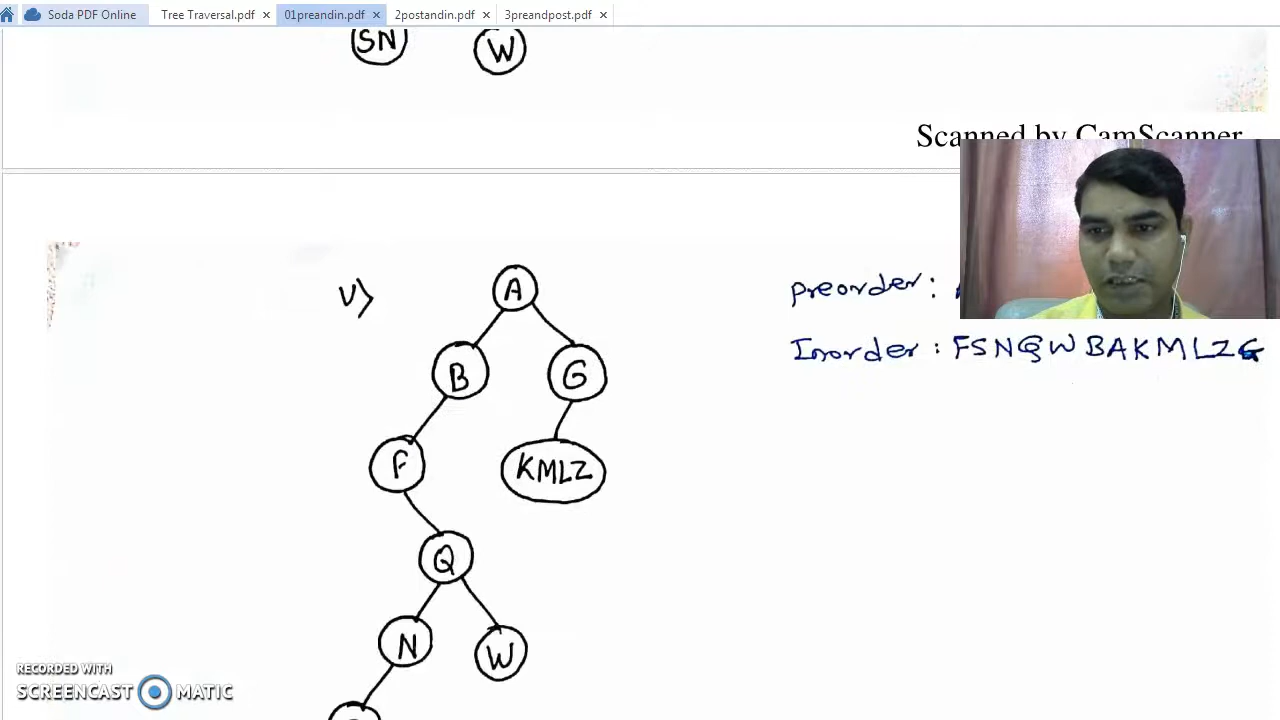 Soda PDF Online
Tree Traversal.pdf ×
01preandin.pdf ×
2postandin.pdf ×
3preandpost.pdf ×
SN
W
Scanned by CamScanner
V)
A
preorder:
Inorder: FSNQWBAKMLZG
B
G
F
KMLZ
Q
N
W
RECORDED WITH
SCREENCAST MATIC